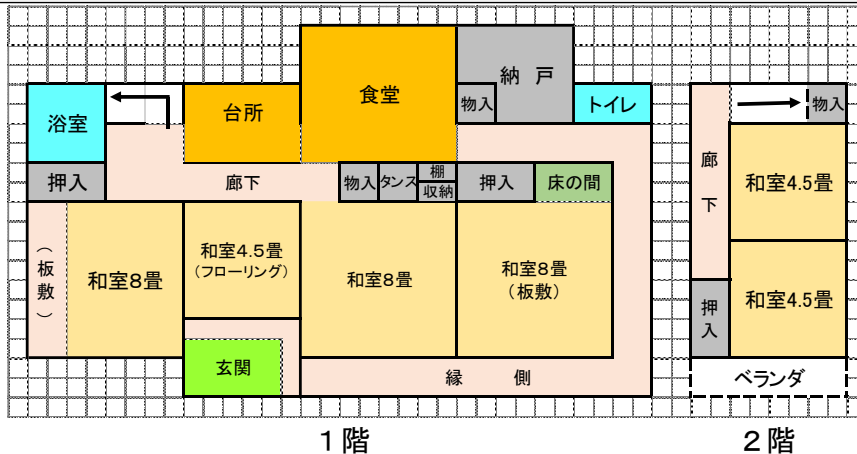 浴室
台所
食堂
納 戸
物入
トイレ
押入
廊下
物入
タンス
棚
収納
押入
床の間
（板敷）
和室8畳
和室4.5畳
（フローリング）
和室8畳
和室8畳
（板敷）
玄関
縁 側
1階
物入
廊下
和室4.5畳
和室4.5畳
押入
ベランダ
2階